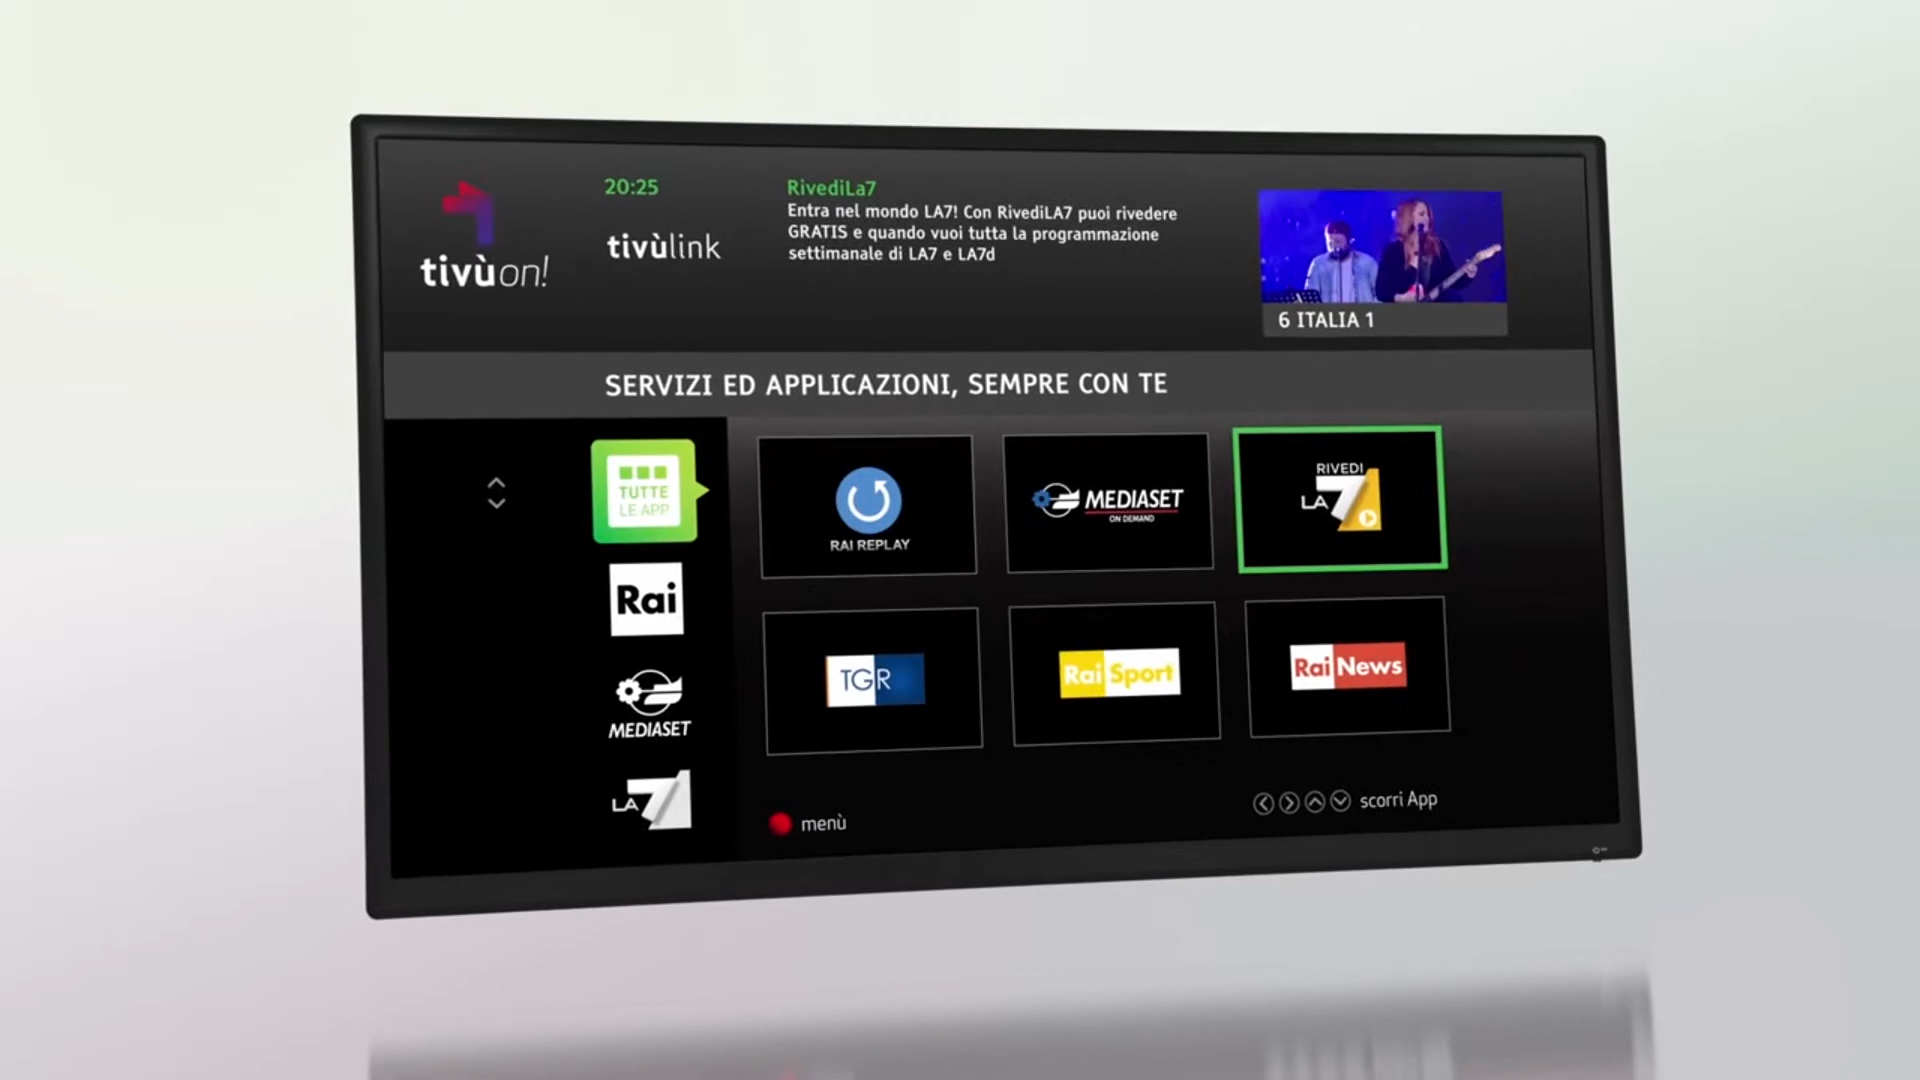 tivùon!
20:25
tivùlink
RivediLa7
Entra nel mondo LA7! Con RivediLA7 puoi rivedere
GRATIS e quando vuoi tutta la programmazione
settimanale di LA7 e LA7d
6 ITALIA 1
SERVIZI ED APPLICAZIONI, SEMPRE CON TE
TUTTE
LE APP
Rai
MEDIASET
LA7
RAI REPLAY
MEDIASET
ON DEMAND
RIVEDI
LA7
TGR
Rai Sport
Rai News
menù
scorri App